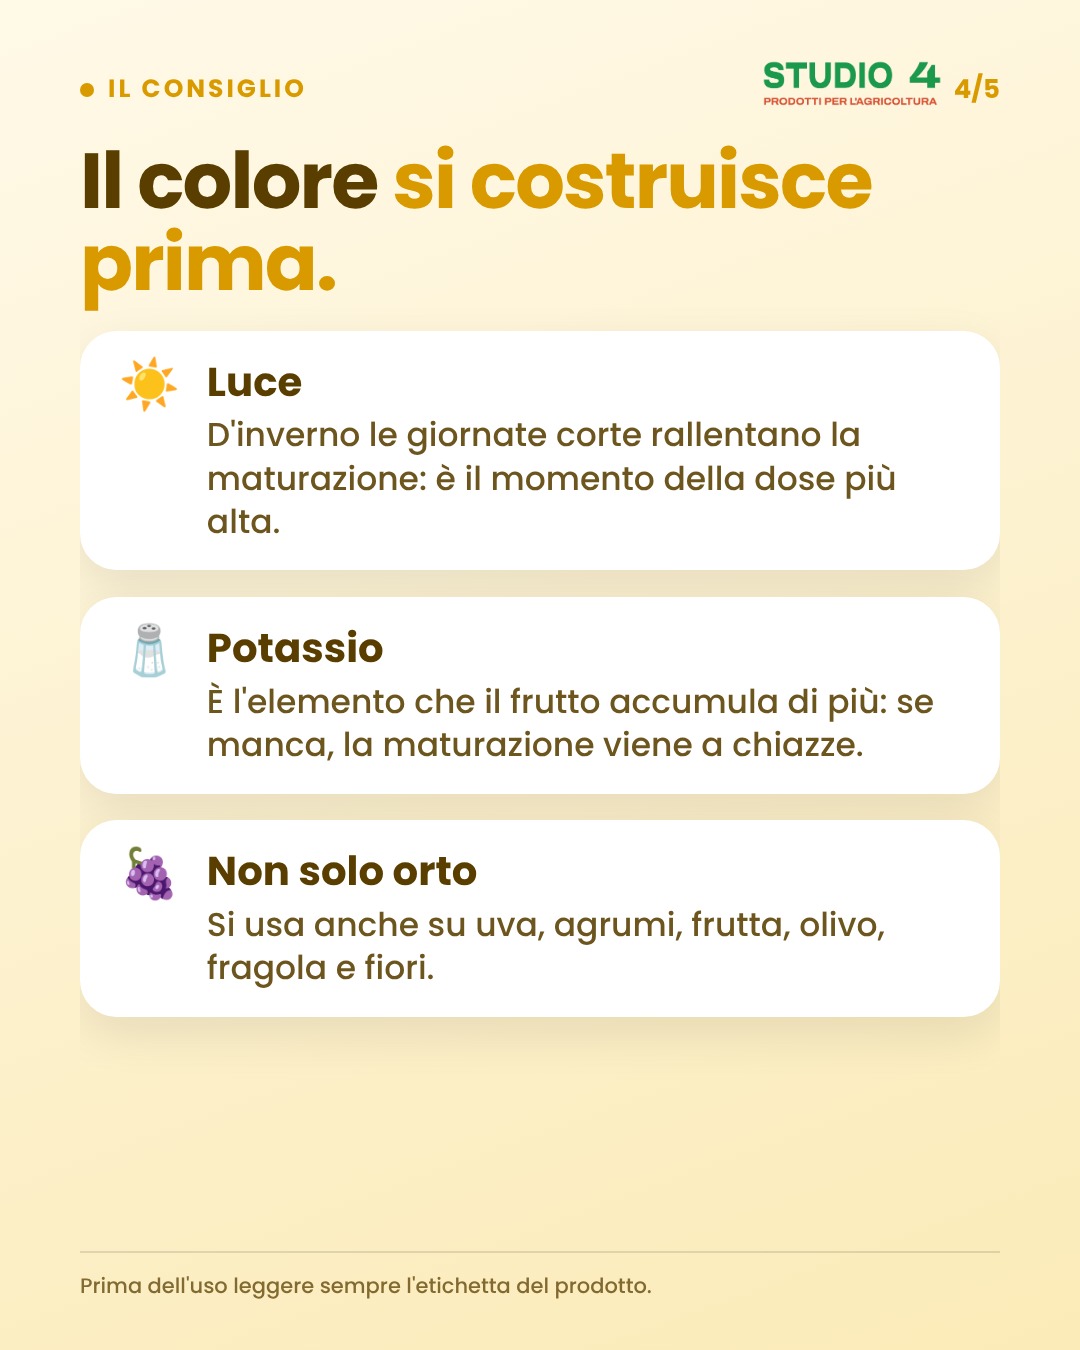 IL CONSIGLIO
STUDIO 4
PRODOTTI PER L'AGRICOLTURA
4/5
Il colore si costruisce
prima.
Luce
D'inverno le giornate corte rallentano la
maturazione: è il momento della dose più
alta.
Potassio
È l'elemento che il frutto accumula di più: se
manca, la maturazione viene a chiazze.
Non solo orto
Si usa anche su uva, agrumi, frutta, olivo,
fragola e fiori.
Prima dell'uso leggere sempre l'etichetta del prodotto.